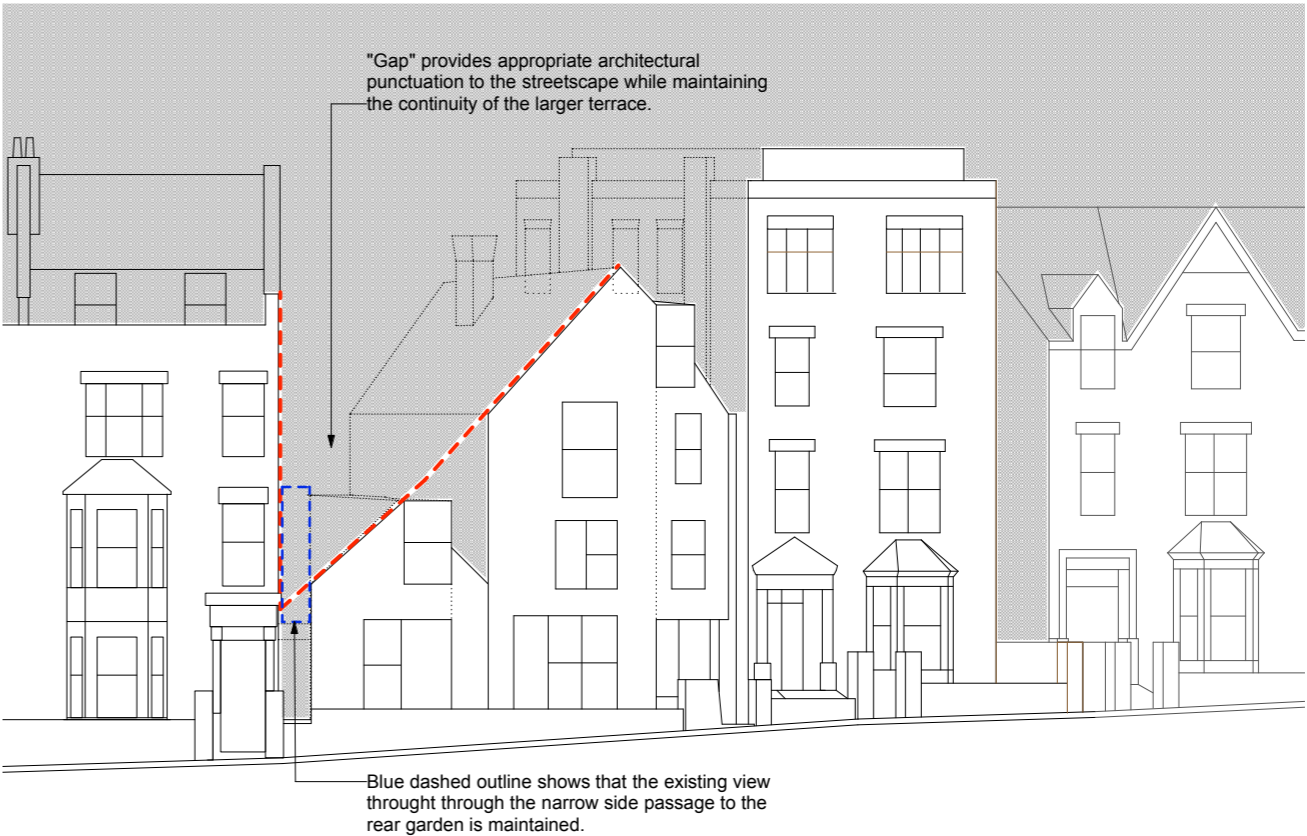 "Gap" provides appropriate architectural
punctuation to the streetscape while maintaining
the continuity of the larger terrace.
Blue dashed outline shows that the existing view
throught through the narrow side passage to the
rear garden is maintained.